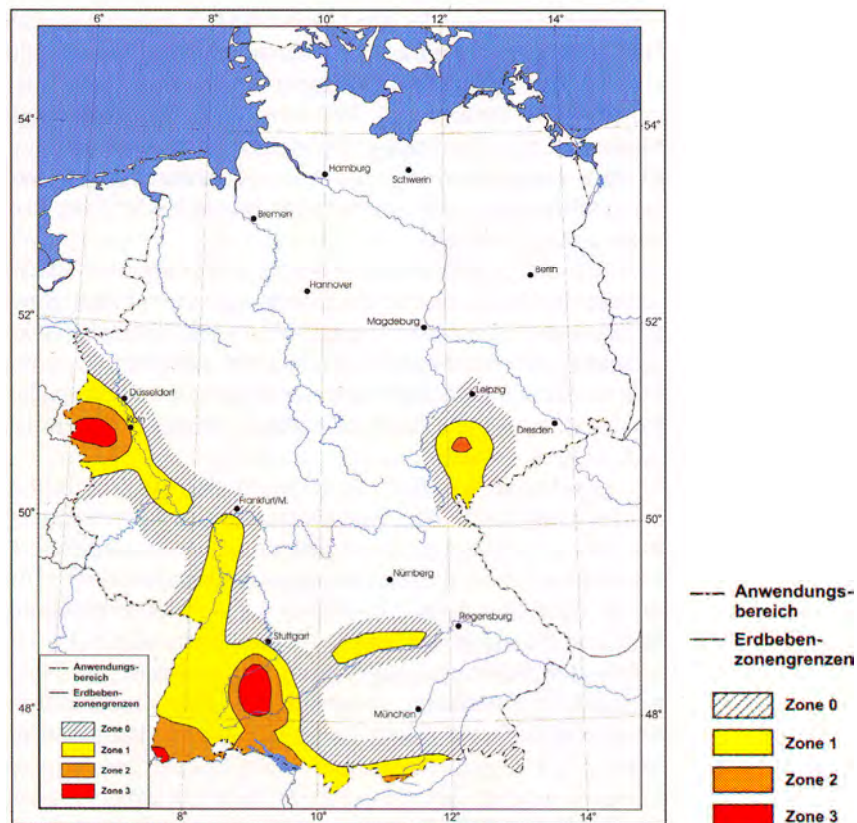 6° 8° 10° 12° 14°
54° 54°
Hamburg
Schwerin
Bremen
Berlin
Hannover
Magdeburg
52° 52°
Düsseldorf
Leipzig
Köln
Dresden
Frankfurt/M.
50° 50°
Nürnberg
Regensburg
Stuttgart
München
48° 48°
Anwendungs-
bereich
Erdbeben-
zonengrenzen
Zone 0
Zone 1
Zone 2
Zone 3
8° 10° 12° 14°
Anwendungs-
bereich
Erdbeben-
zonengrenzen
Zone 0
Zone 1
Zone 2
Zone 3